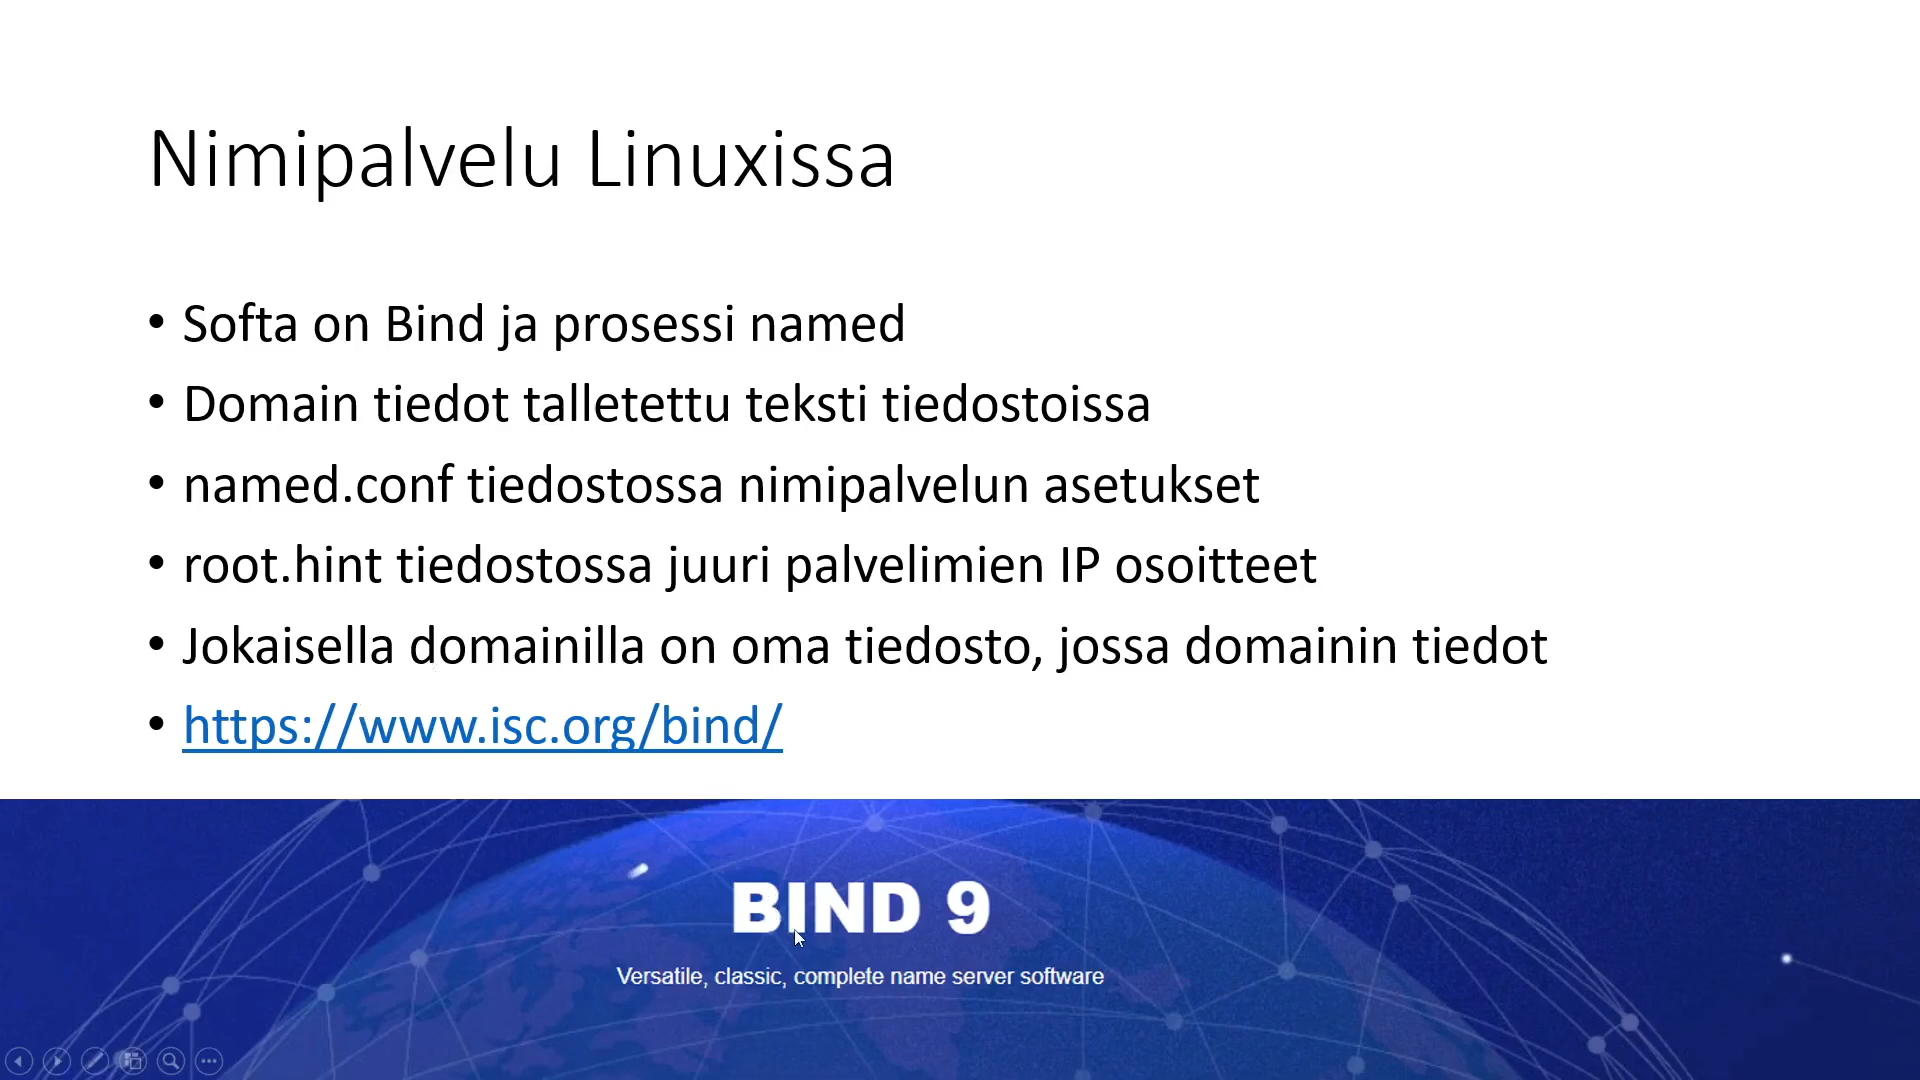 Nimipalvelu Linuxissa
• Softa on Bind ja prosessi named
• Domain tiedot talletettu teksti tiedostoissa
• named.conf tiedostossa nimipalvelun asetukset
• root.hint tiedostossa juuri palvelimien IP osoitteet
• Jokaisella domainilla on oma tiedosto, jossa domainin tiedot
• https://www.isc.org/bind/
BIND 9
Versatile, classic, complete name server software